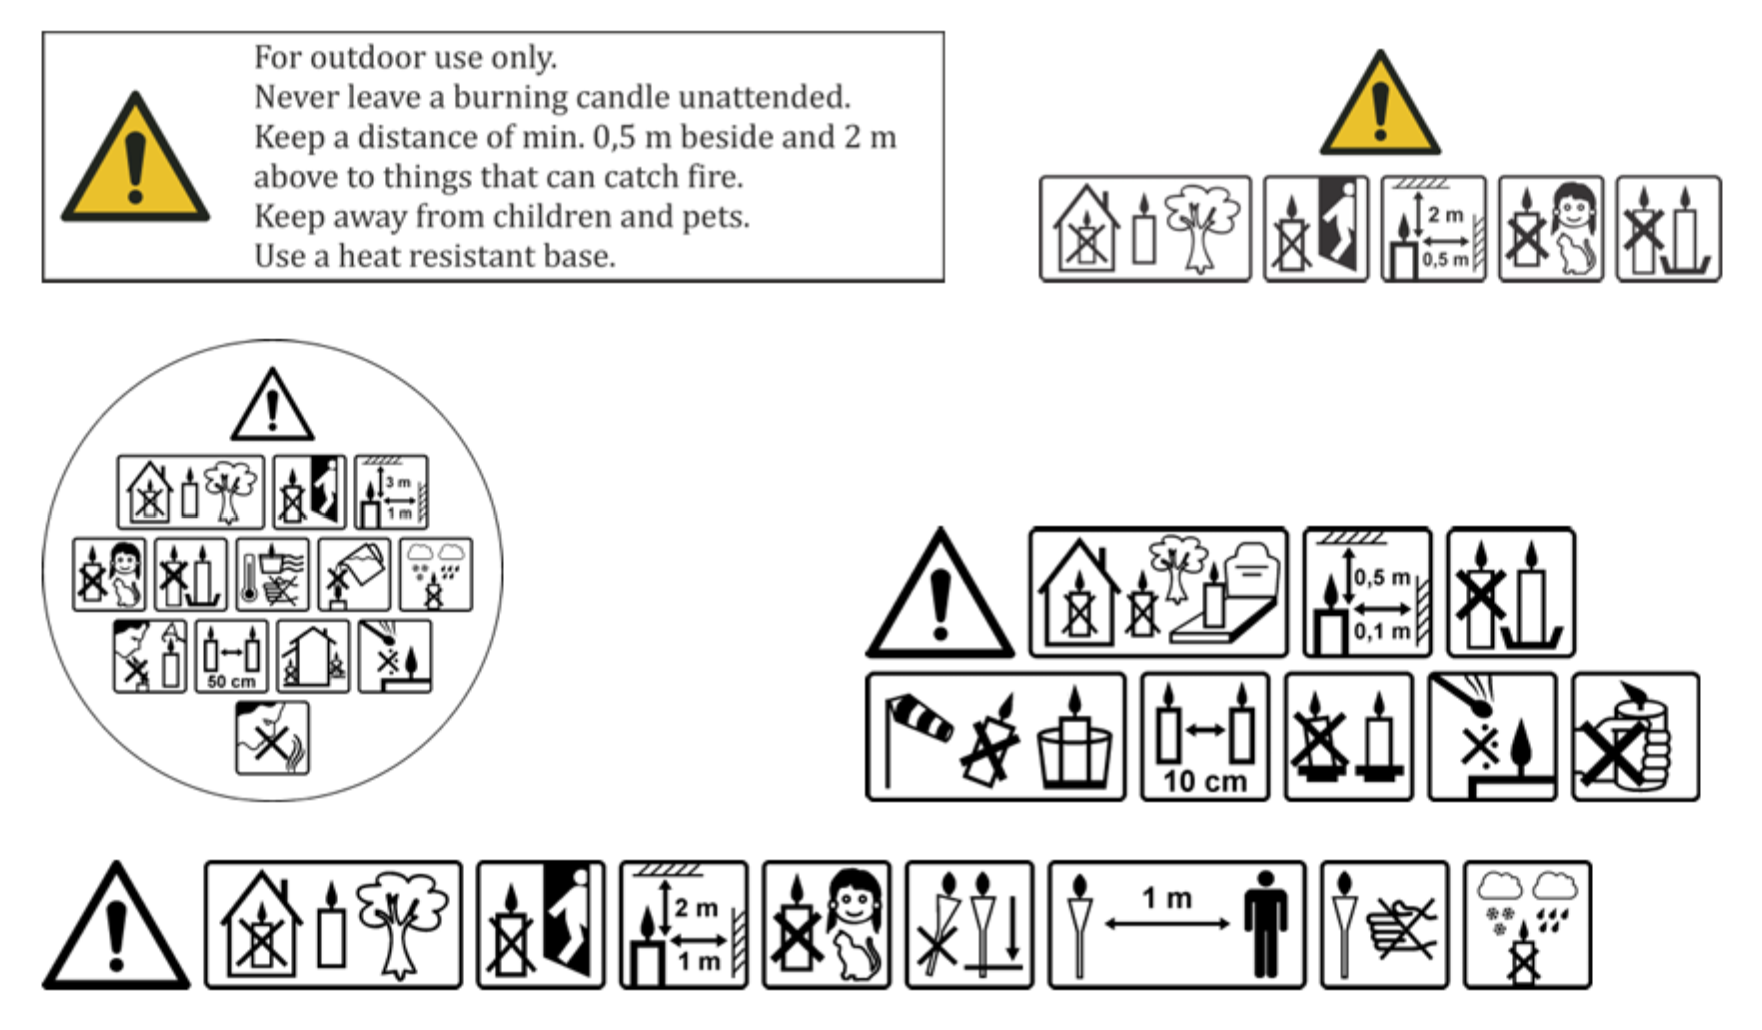 For outdoor use only.
Never leave a burning candle unattended.
Keep a distance of min. 0,5 m beside and 2 m
above to things that can catch fire.
Keep away from children and pets.
Use a heat resistant base.
2 m
0,5 m
3 m
1 m
50 cm
0,5 m
0,1 m
10 cm
2 m
1 m
1 m